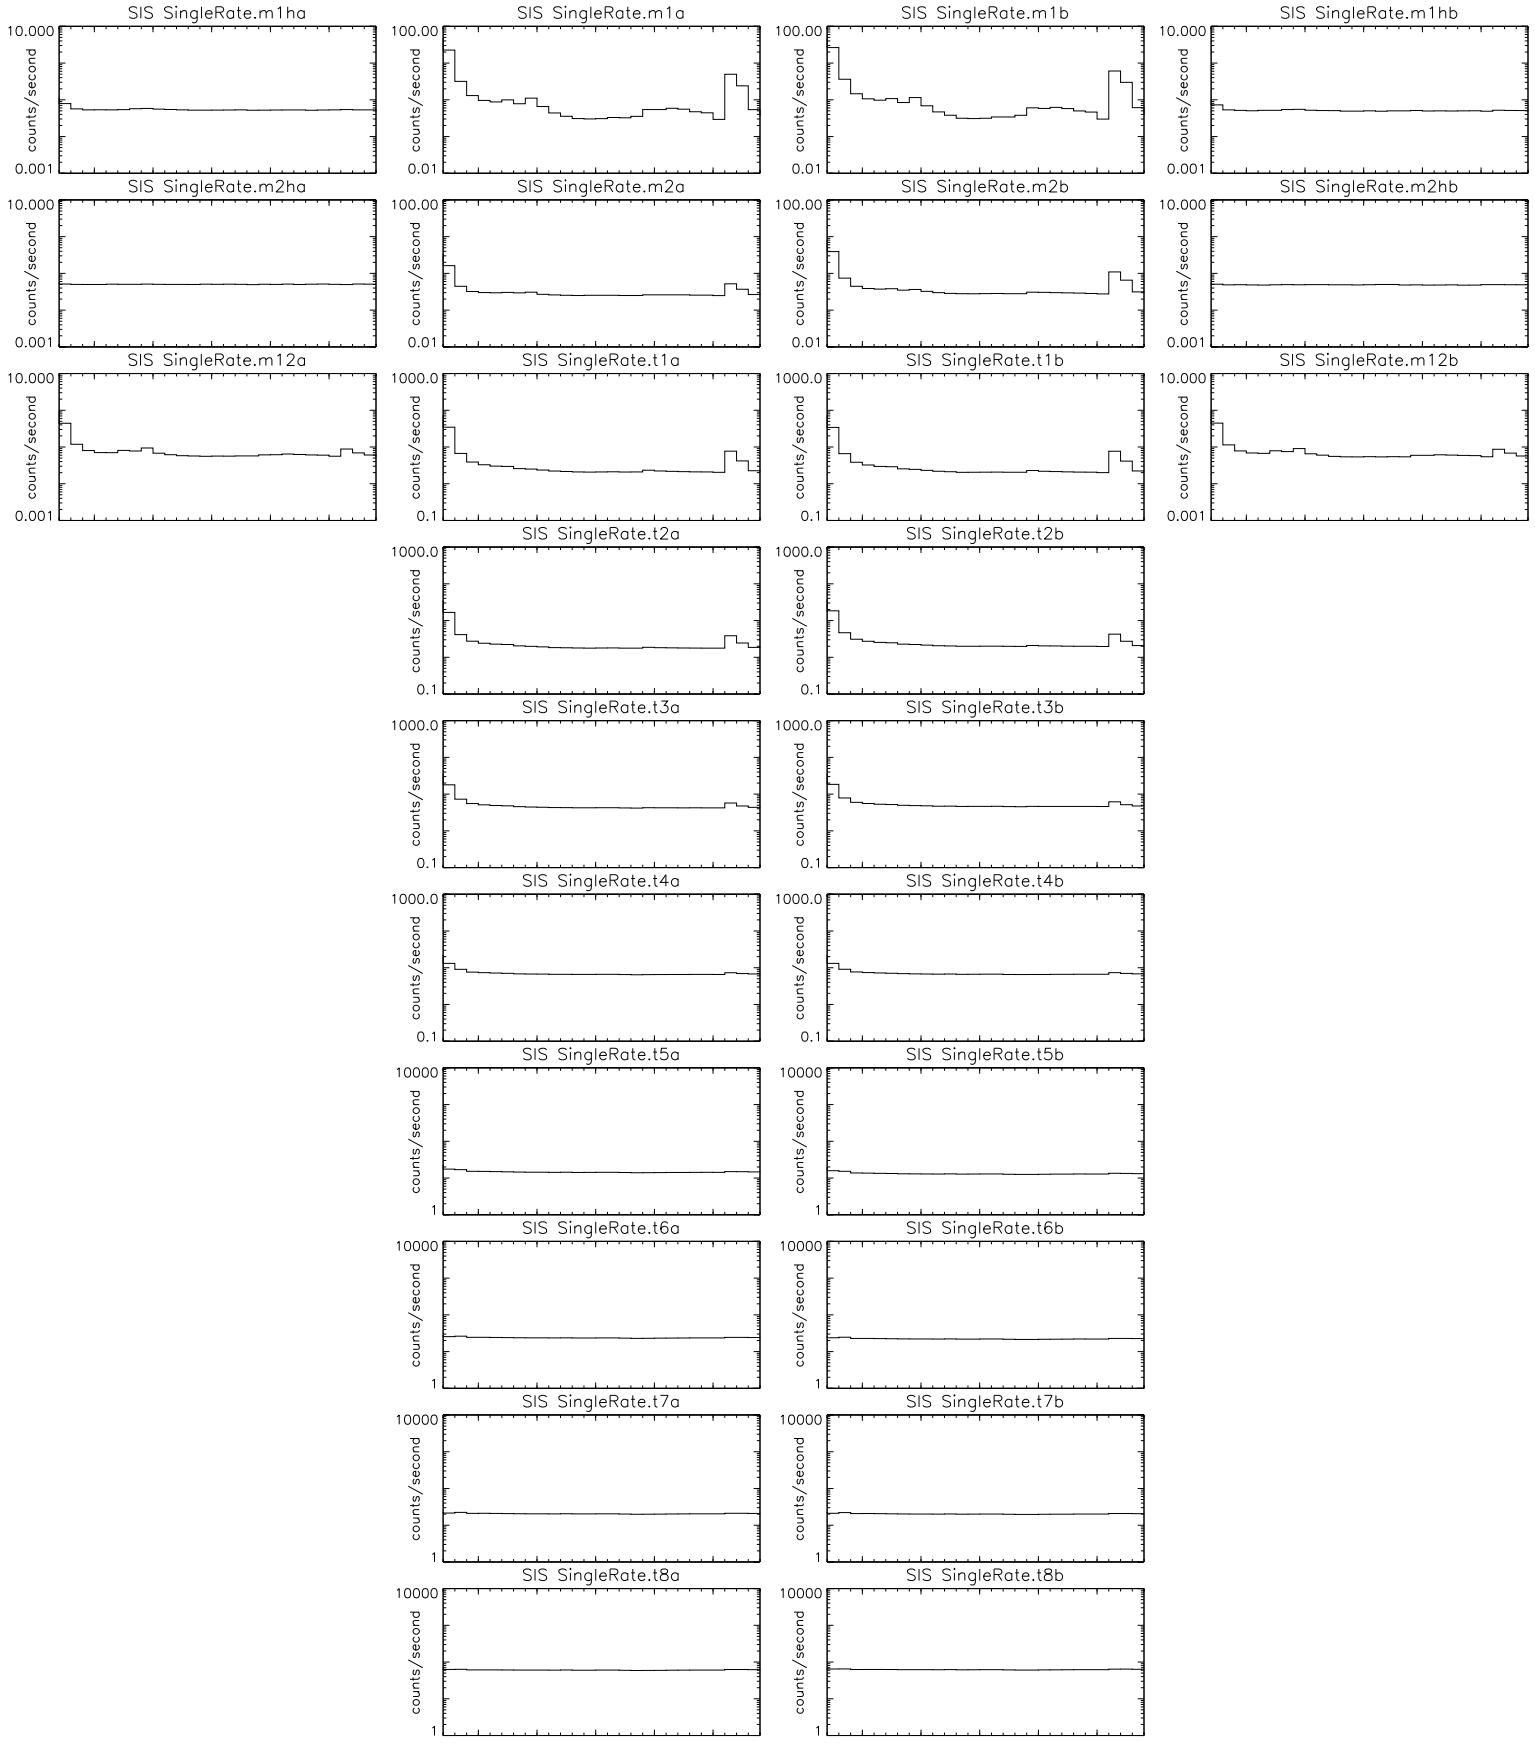 SIS SingleRate.m1ha
SIS SingleRate.m1a
SIS SingleRate.m1b
SIS SingleRate.m1hb
10.000
counts/second
0.001
100.00
counts/second
0.01
100.00
counts/second
0.01
10.000
counts/second
0.001
SIS SingleRate.m2ha
SIS SingleRate.m2a
SIS SingleRate.m2b
SIS SingleRate.m2hb
10.000
counts/second
0.001
100.00
counts/second
0.01
100.00
counts/second
0.01
10.000
counts/second
0.001
SIS SingleRate.m12a
SIS SingleRate.t1a
SIS SingleRate.t1b
SIS SingleRate.m12b
10.000
counts/second
0.001
1000.0
counts/second
0.1
1000.0
counts/second
0.1
10.000
counts/second
0.001
SIS SingleRate.t2a
SIS SingleRate.t2b
1000.0
counts/second
0.1
1000.0
counts/second
0.1
SIS SingleRate.t3a
SIS SingleRate.t3b
1000.0
counts/second
0.1
1000.0
counts/second
0.1
SIS SingleRate.t4a
SIS SingleRate.t4b
1000.0
counts/second
0.1
1000.0
counts/second
0.1
SIS SingleRate.t5a
SIS SingleRate.t5b
10000
counts/second
1
10000
counts/second
1
SIS SingleRate.t6a
SIS SingleRate.t6b
10000
counts/second
1
10000
counts/second
1
SIS SingleRate.t7a
SIS SingleRate.t7b
10000
counts/second
1
10000
counts/second
1
SIS SingleRate.t8a
SIS SingleRate.t8b
10000
counts/second
1
10000
counts/second
1